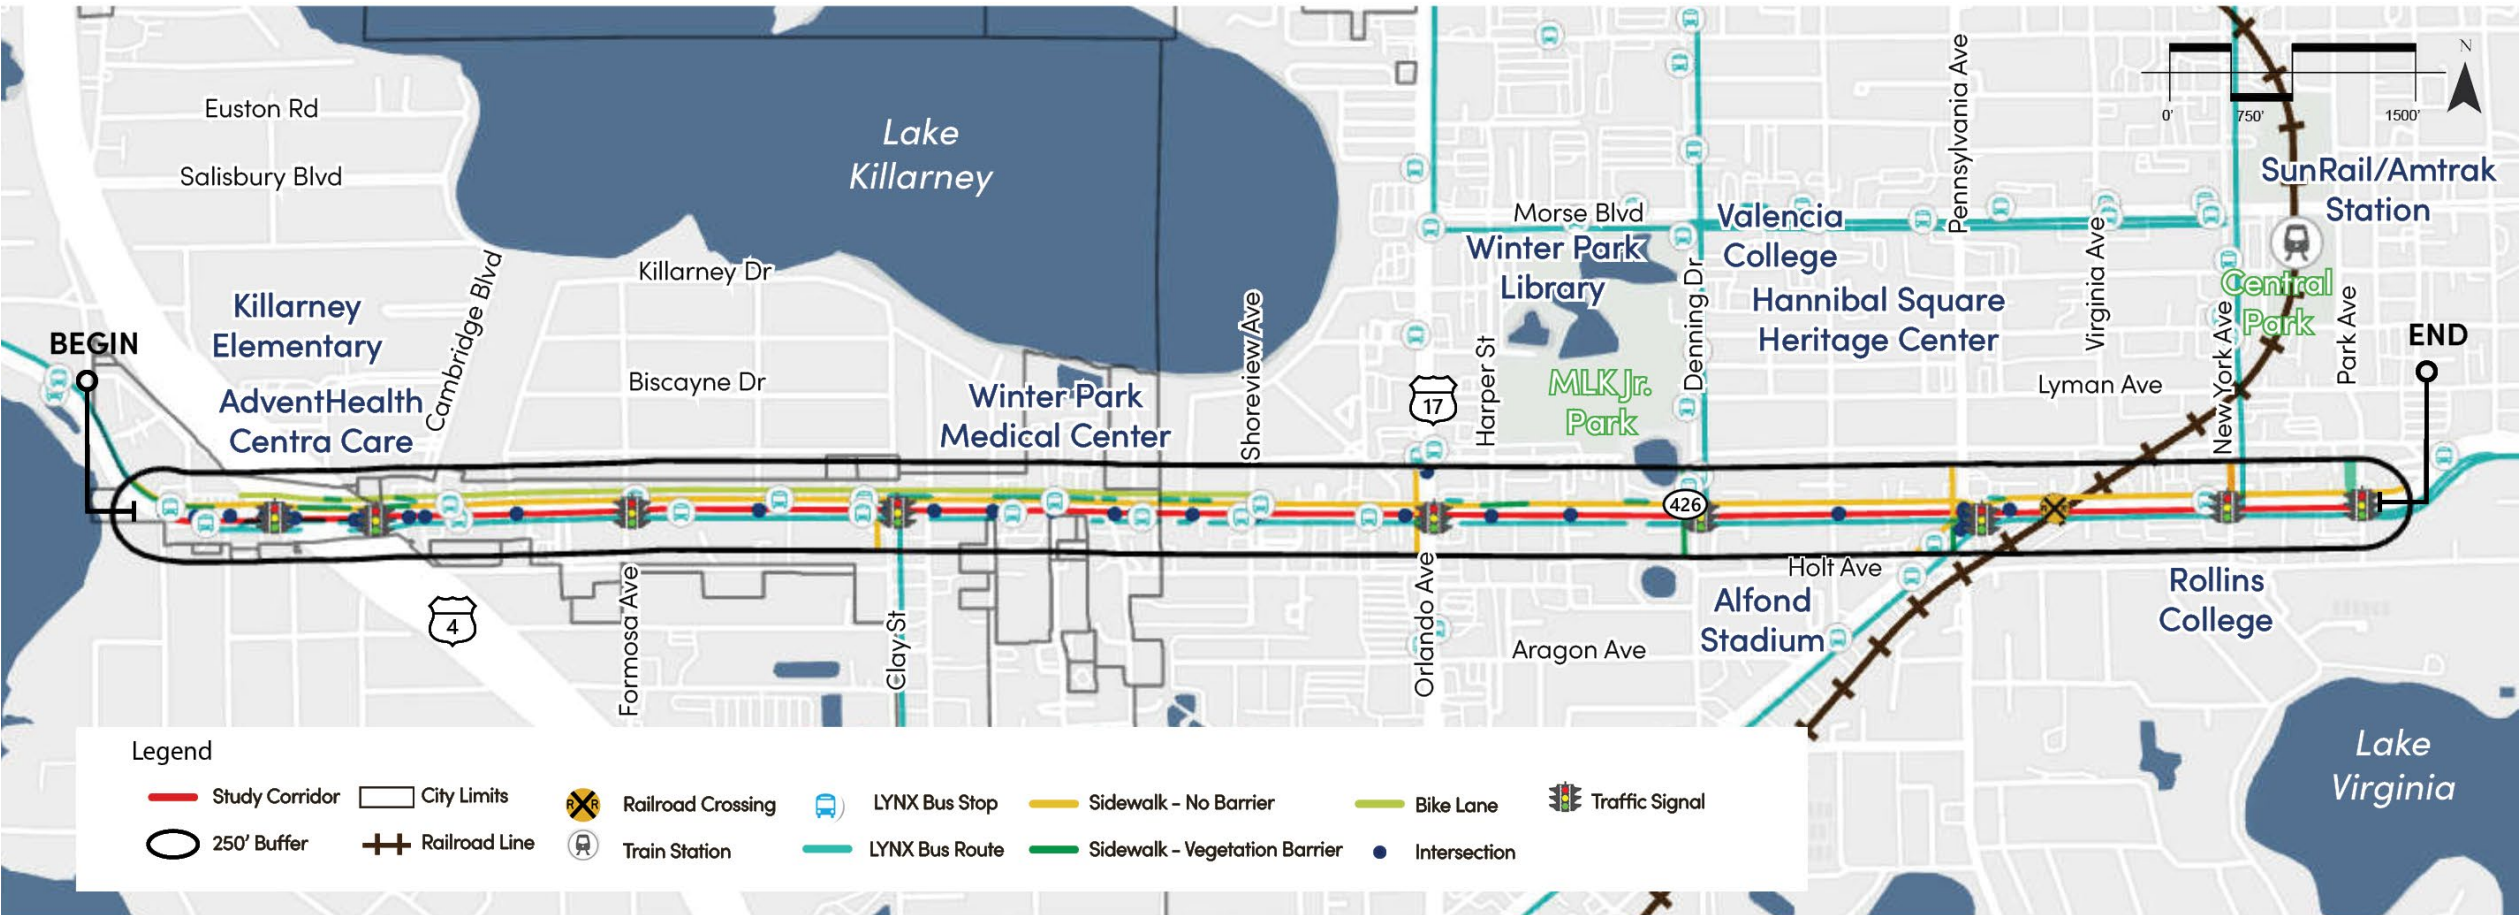 Euston Rd
Salisbury Blvd
Lake
Killarney
Killarney Dr
Biscayne Dr
Cambridge Blvd
Killarney
Elementary
AdventHealth
Centra Care
BEGIN
Winter Park
Medical Center
Shoreview Ave
Morse Blvd
Winter Park
Library
Valencia
College
Hannibal Square
Heritage Center
MLK Jr.
Park
Harper St
Denning Dr
17
Pennsylvania Ave
Virginia Ave
Lyman Ave
New York Ave
Park Ave
Central
Park
SunRail/Amtrak
Station
N
0'
750'
1500'
END
426
4
Formosa Ave
Clay St
Orlando Ave
Holt Ave
Aragon Ave
Alfond
Stadium
Rollins
College
Lake
Virginia
Legend
Study Corridor
City Limits
R R
Railroad Crossing
LYNX Bus Stop
Sidewalk - No Barrier
Bike Lane
Traffic Signal
250' Buffer
Railroad Line
Train Station
LYNX Bus Route
Sidewalk - Vegetation Barrier
Intersection